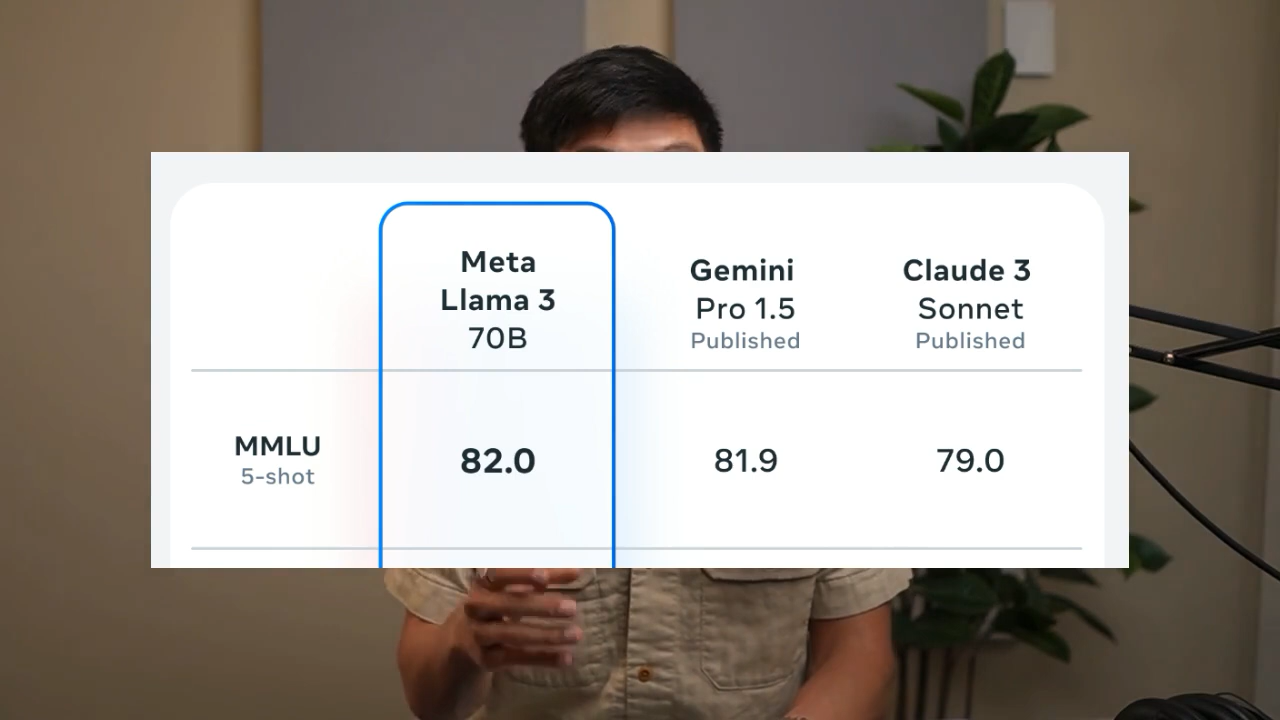 Meta
Llama 3
70B
Gemini
Pro 1.5
Published
Claude 3
Sonnet
Published
MMLU
5-shot
82.0
81.9
79.0